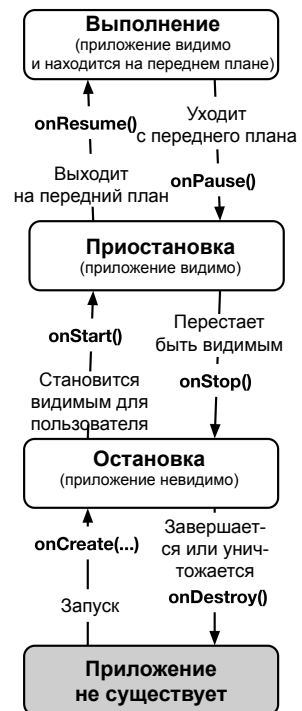 Выполнение
(приложение видимо
и находится на переднем плане)
onResume()
Выходит
на передний план
Уходит
с переднего плана
onPause()
Приостановка
(приложение видимо)
onStart()
Становится
видимым для
пользователя
Перестает
быть видимым
onStop()
Остановка
(приложение невидимо)
onCreate(...)
Запуск
Завершает-
ся или унич-
тожается
onDestroy()
Приложение
не существует